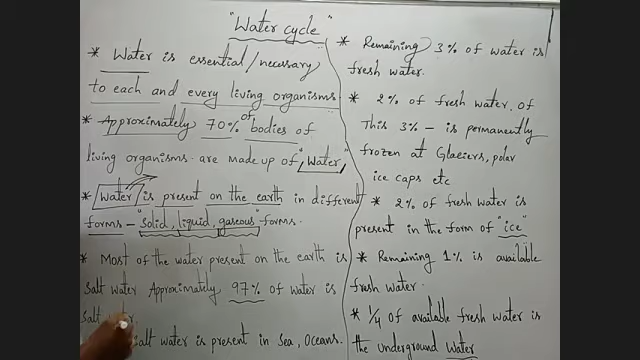 "Water cycle"
* Water is essential/necessary
to each and every living organisms
* Approximately 70% of bodies of
living organisms are made up of "Water"
* "Water" is present on the earth in different
forms - "Solid, liquid, gaseous" forms.
* Most of the water present on the earth is
salt water Approximately 97% of water is
Salt water.
salt water is present in Sea, Oceans.
* Remaining 3% of water is
fresh water.
* 2% of fresh water of
This 3% - is permanently
frozen at Glaciers, polar
ice caps etc
* 2% of fresh water is
present in the form of "ice"
* Remaining 1% is available
fresh water.
* 1/4 of available fresh water is
the underground Water